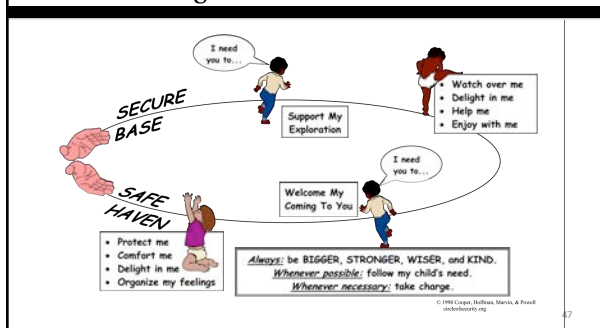 I need
you to...
SECURE
BASE
Support My
Exploration
• Watch over me
• Delight in me
• Help me
• Enjoy with me
I need
you to...
Welcome My
Coming To You
SAFE
HAVEN
• Protect me
• Comfort me
• Delight in me
• Organize my feelings
Always: be BIGGER, STRONGER, WISER, and KIND.
Whenever possible: follow my child's need.
Whenever necessary: take charge.
© 1998 Cooper, Hoffman, Marvin, & Powell
circleofsecurity.org
47